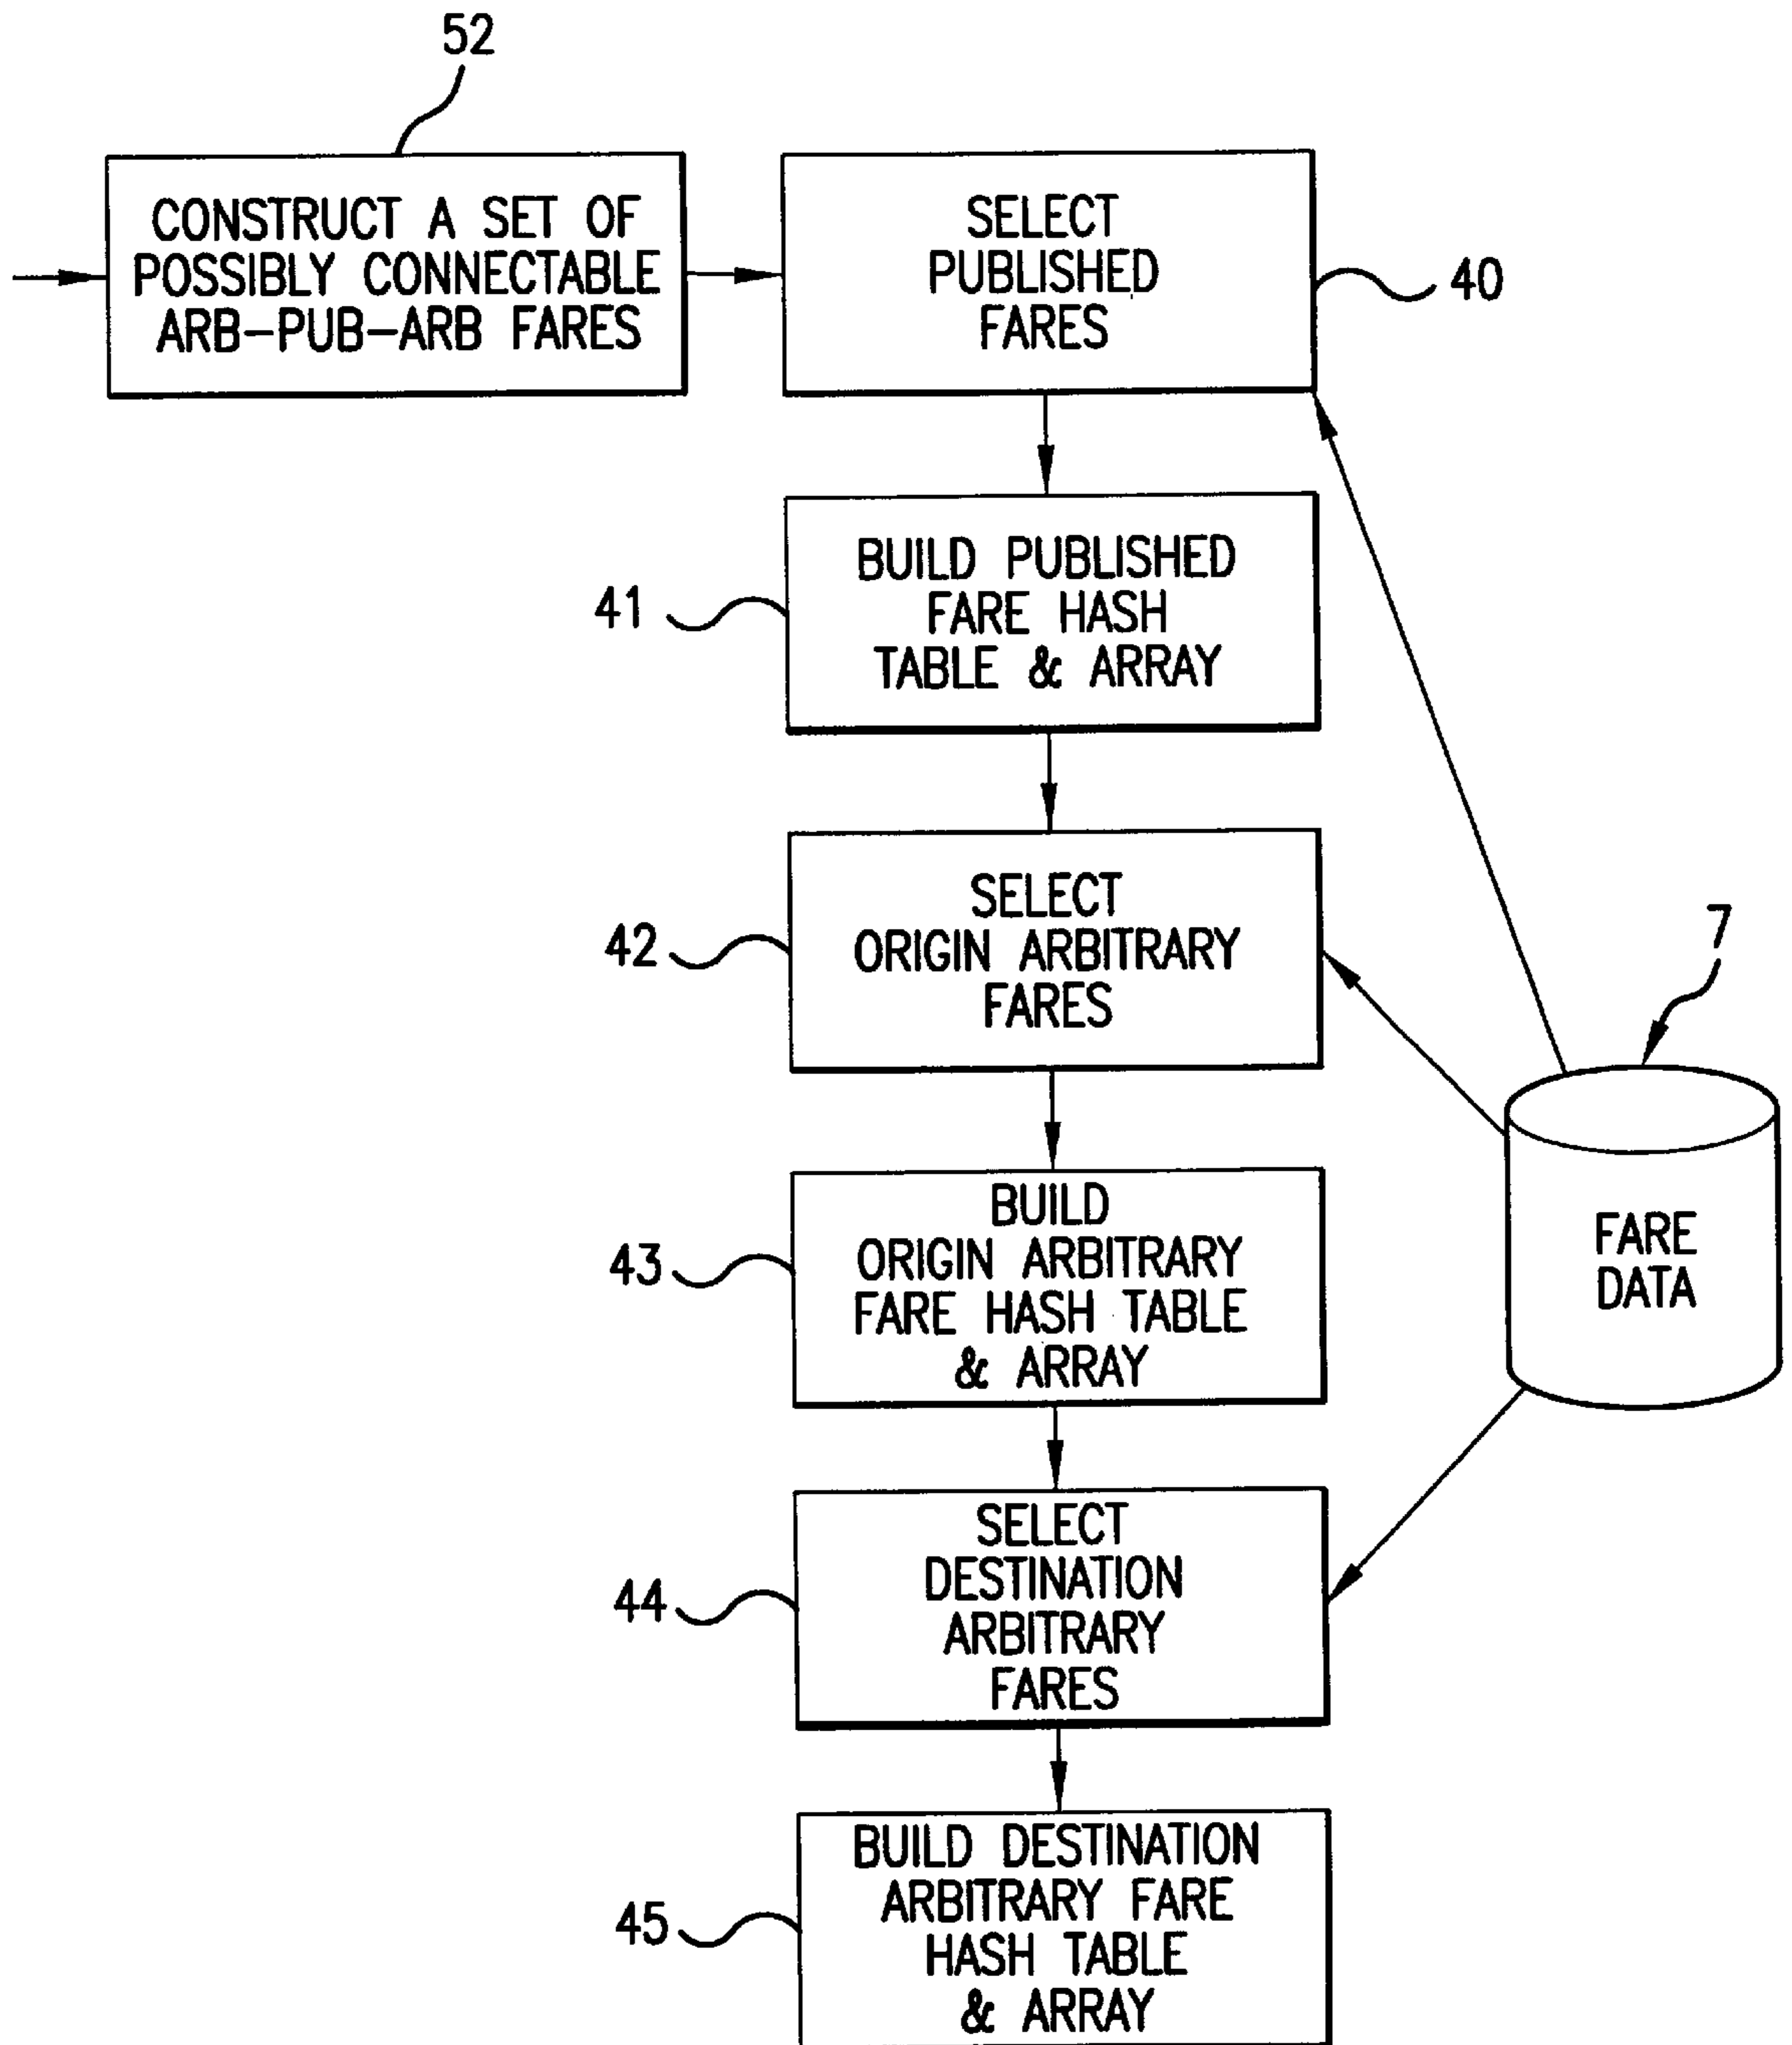 52
CONSTRUCT A SET OF
POSSIBLY CONNECTABLE
ARB-PUB-ARB FARES
SELECT
PUBLISHED
FARES
40
BUILD PUBLISHED
FARE HASH
TABLE & ARRAY
41
SELECT
ORIGIN ARBITRARY
FARES
42
7
BUILD
ORIGIN ARBITRARY
FARE HASH TABLE
& ARRAY
43
FARE
DATA
SELECT
DESTINATION
ARBITRARY
FARES
44
BUILD DESTINATION
ARBITRARY FARE
HASH TABLE
& ARRAY
45